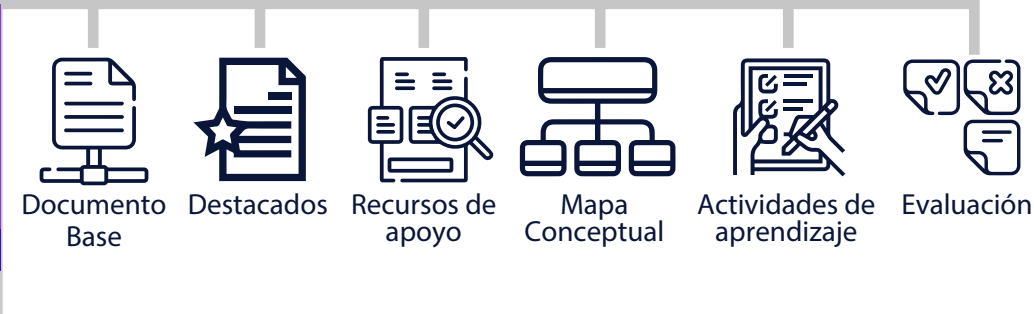 Documento
Base
Destacados
Recursos de
apoyo
Mapa
Conceptual
Actividades de
aprendizaje
Evaluación